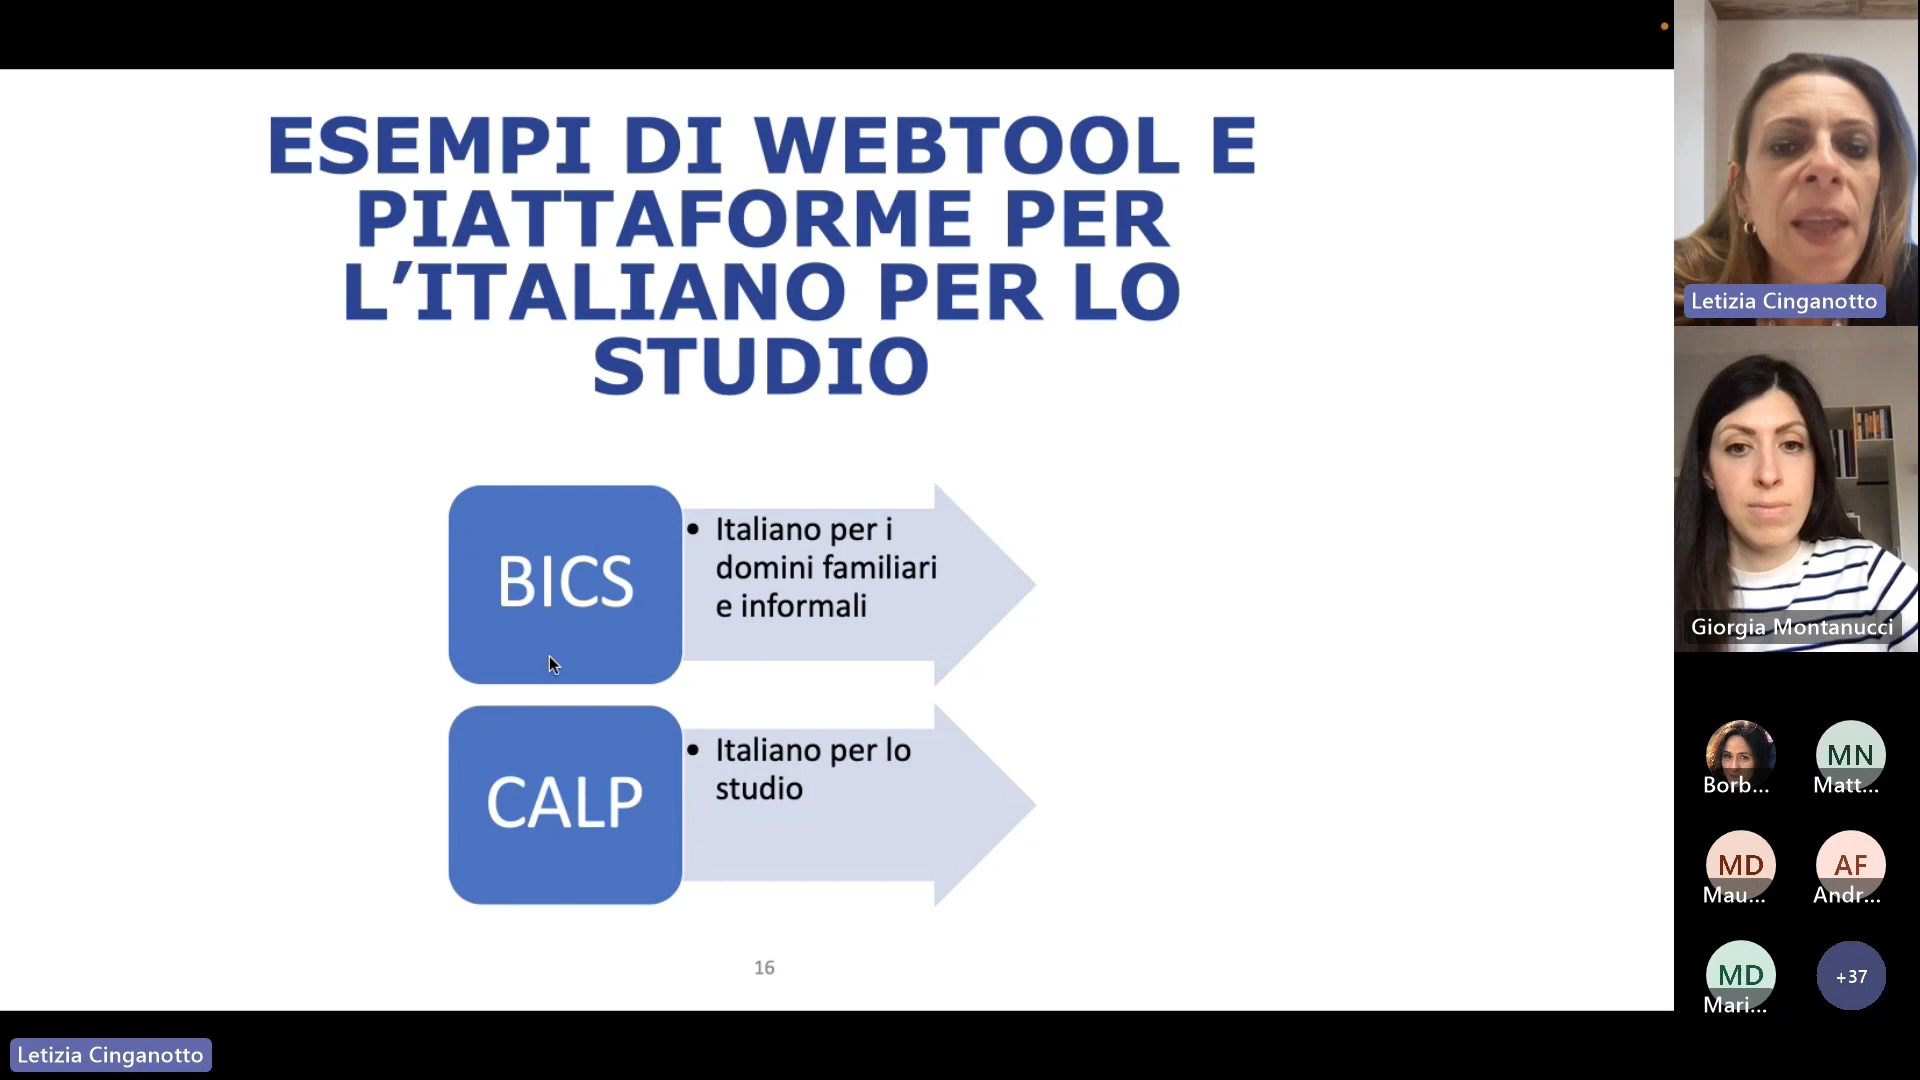 ESEMPI DI WEBTOOL E
PIATTAFORME PER
L’ITALIANO PER LO
STUDIO
BICS
• Italiano per i
domini familiari
e informali
CALP
• Italiano per lo
studio
16
Letizia Cinganotto
Giorgia Montanucci
Borb...
MN
Matt...
MD
Mau...
AF
Andr...
MD
Mari...
+37
Letizia Cinganotto